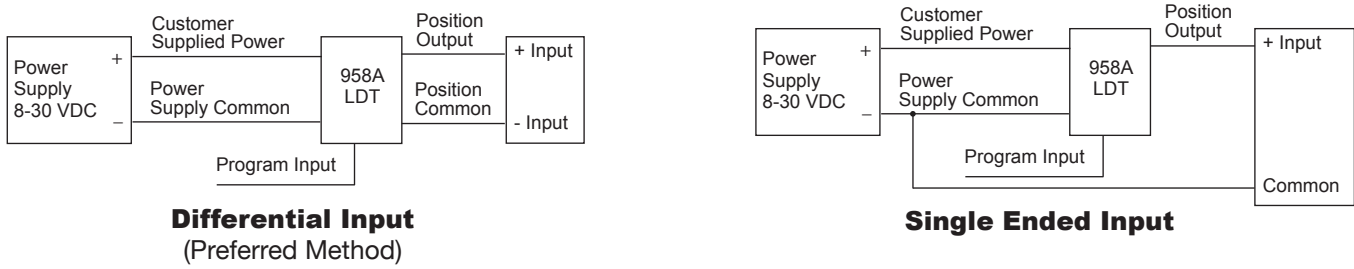 Customer
Supplied Power
Position
Output
+ Input
+
Power
Supply
8-30 VDC
958A
LDT
Power
Supply Common
Position
Common
–
- Input
Program Input
Differential Input
(Preferred Method)
Customer
Supplied Power
Position
Output
+ Input
+
Power
Supply
8-30 VDC
958A
LDT
Power
Supply Common
–
Program Input
Common
Single Ended Input